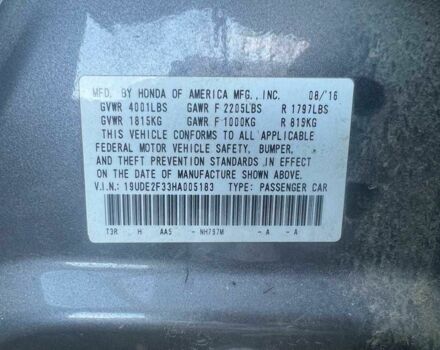 MFD. BY HONDA OF AMERICA MFG., INC. 08/'16
GVWR 4001LBS GAWR F 2205LBS R 1797LBS
GVWR 1815KG GAWR F 1000KG R 815KG
THIS VEHICLE CONFORMS TO ALL APPLICABLE
FEDERAL MOTOR VEHICLE SAFETY, BUMPER,
AND THEFT PREVENTION STANDARDS IN EFFECT
ON THE DATE OF MANUFACTURE SHOWN ABOVE.
V.I.N.: 19UDE2F33HA005183 TYPE: PASSENGER CAR
T3R H AA5 - NH797M - A - A